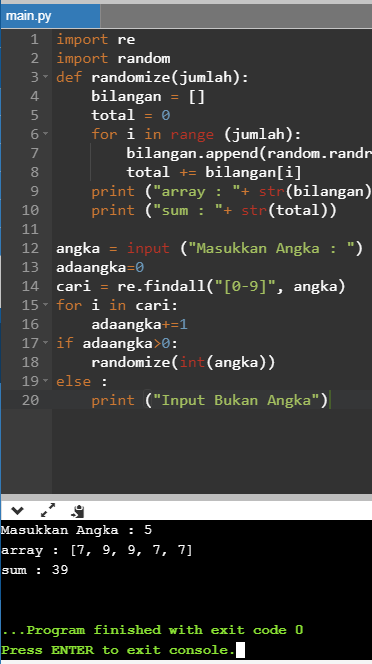 main.py
1 import re
2 import random
3 def randomize(jumlah):
4 bilangan = []
5 total = 0
6 for i in range (jumlah):
7 bilangan.append(random.randr
8 total += bilangan[i]
9 print ("array : "+ str(bilangan)
10 print ("sum : "+ str(total))
11
12 angka = input ("Masukkan Angka : ")
13 adaangka=0
14 cari = re.findall("[0-9]", angka)
15 for i in cari:
16 adaangka+=1
17 if adaangka>0:
18 randomize(int(angka))
19 else :
20 print ("Input Bukan Angka")
Masukkan Angka : 5
array : [7, 9, 9, 7, 7]
sum : 39
...Program finished with exit code 0
Press ENTER to exit console.